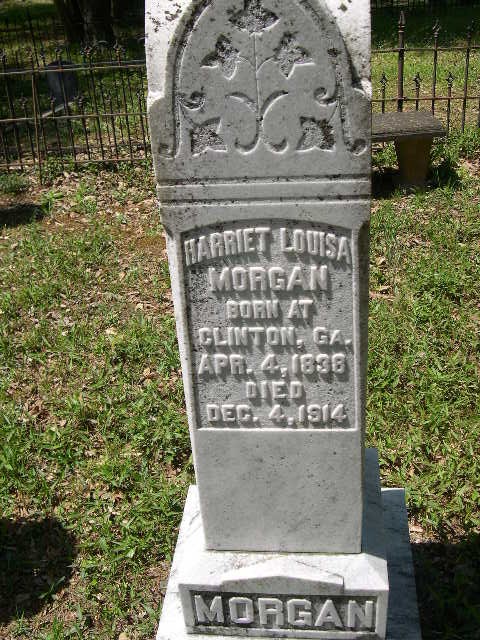 HARRIET LOUISA
MORGAN
BORN AT
CLINTON, GA.
APR. 4, 1838
DIED
DEC. 4, 1914
MORGAN